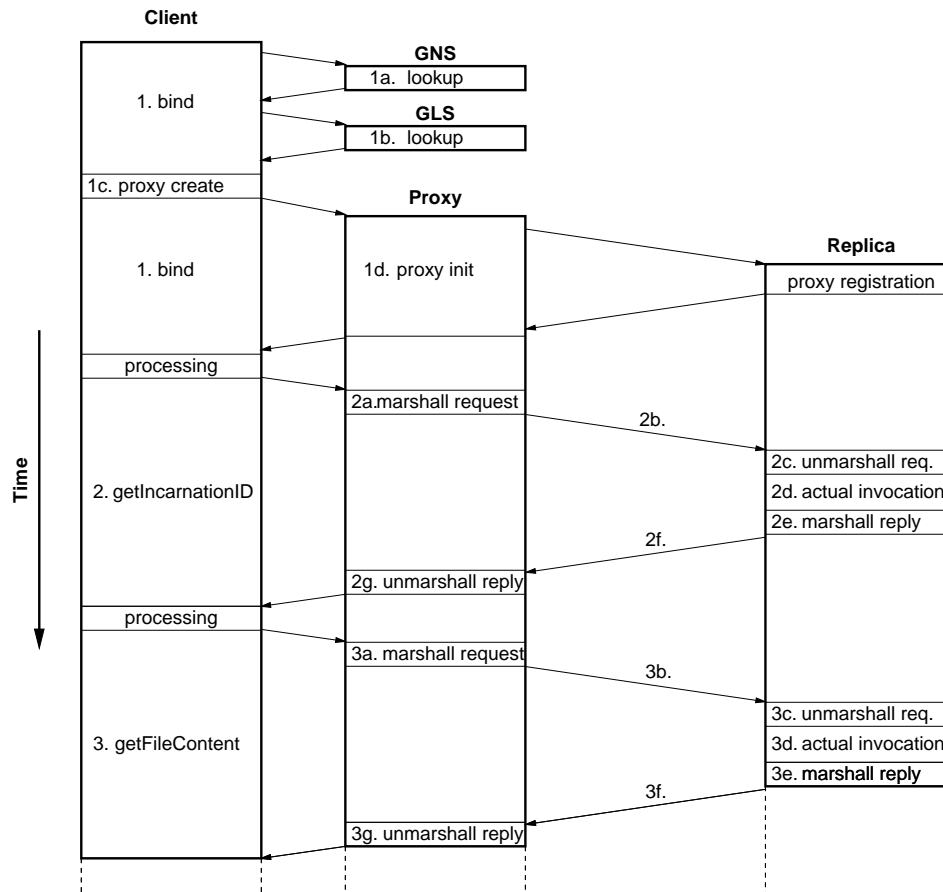 Client
GNS
1a. lookup
1. bind
GLS
1b. lookup
1c. proxy create
Proxy
Replica
1. bind
1d. proxy init
proxy registration
processing
2a.marshall request
2b.
2c. unmarshall req.
Time
2. getIncarnationID
2d. actual invocation
2e. marshall reply
2f.
2g. unmarshall reply
processing
3a. marshall request
3b.
3c. unmarshall req.
3. getFileContent
3d. actual invocation
3e. marshall reply
3f.
3g. unmarshall reply